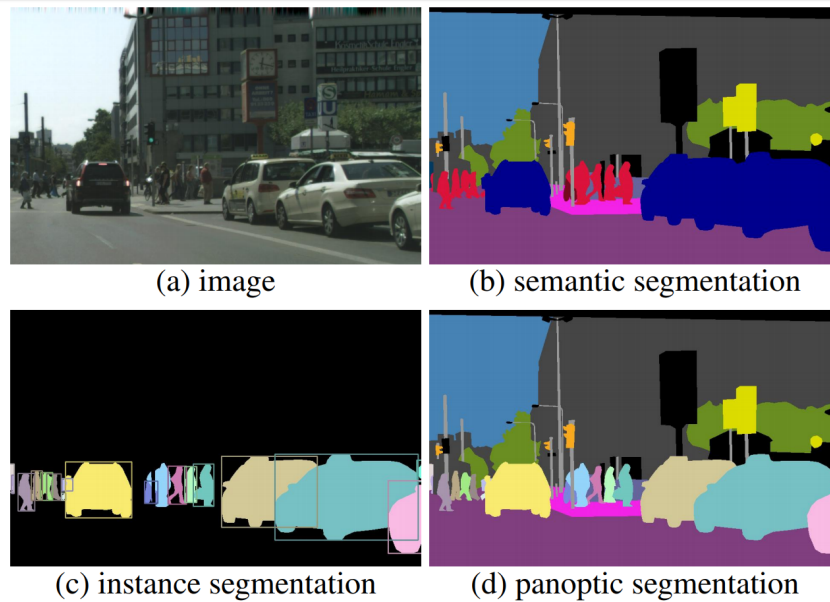 S
U
(a) image
(b) semantic segmentation
(c) instance segmentation
(d) panoptic segmentation